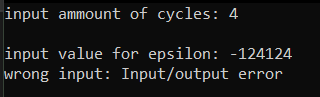 input ammount of cycles: 4
input value for epsilon: -124124
wrong input: Input/output error